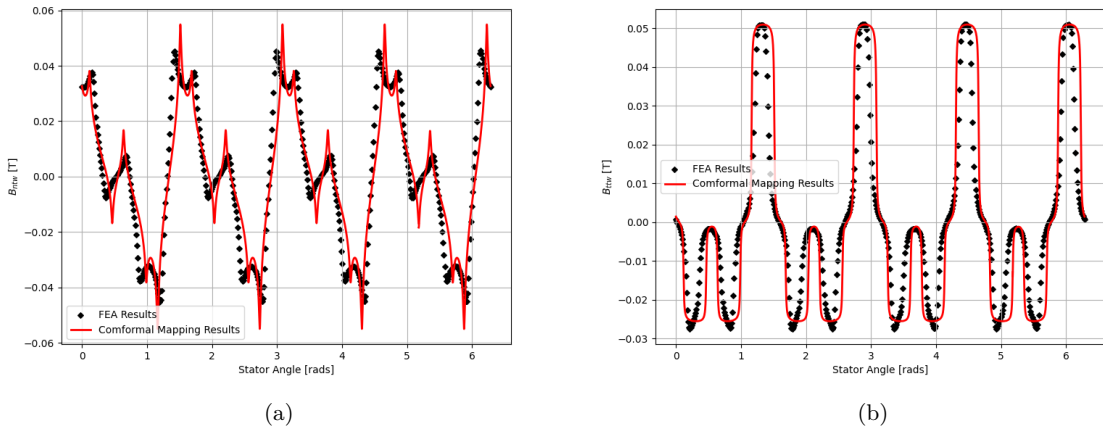 0.06
0.04
0.02
0.00
−0.02
−0.04
−0.06
B_ntw [T]
FEA Results
Comformal Mapping Results
0 1 2 3 4 5 6
Stator Angle [rads]
(a)
0.05
0.04
0.03
0.02
0.01
0.00
−0.01
−0.02
−0.03
B_ttw [T]
FEA Results
Comformal Mapping Results
0 1 2 3 4 5 6
Stator Angle [rads]
(b)